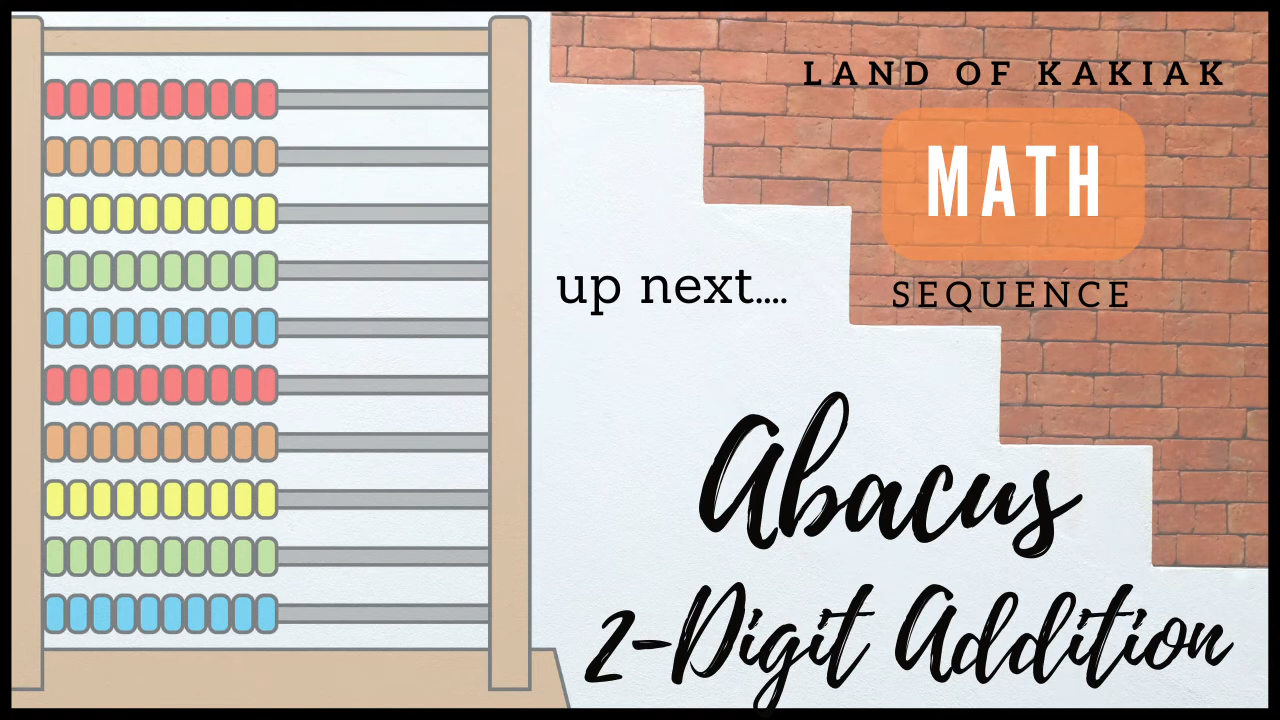 LAND OF KAKIAK
MATH
SEQUENCE
up next....
Abacus
2-Digit Addition